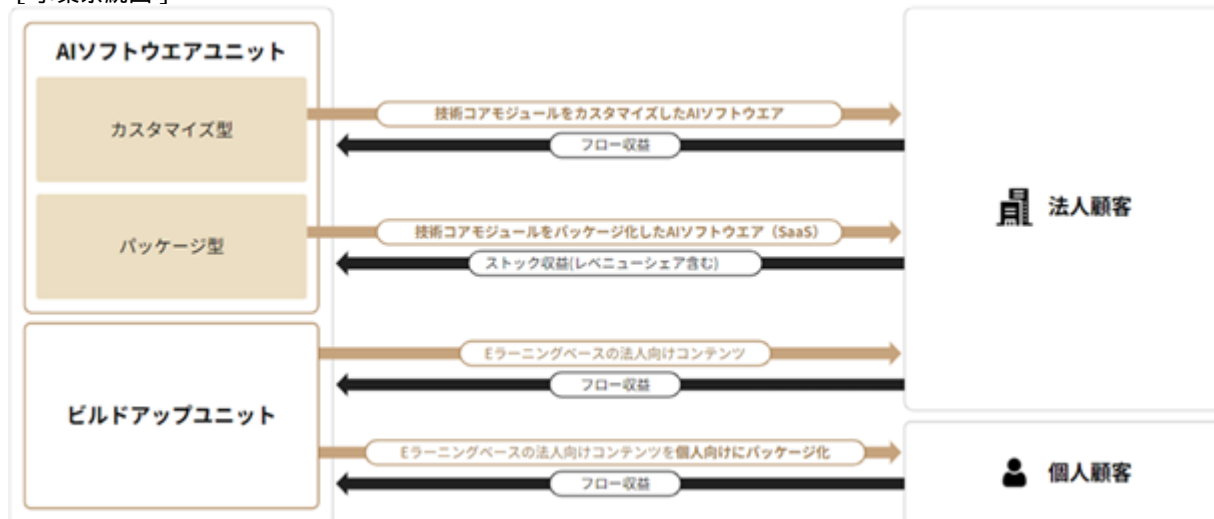 [事業系統図]
AIソフトウエアユニット
カスタマイズ型
技術コアモジュールをカスタマイズしたAIソフトウエア
フロー収益
パッケージ型
技術コアモジュールをパッケージ化したAIソフトウエア（SaaS）
ストック収益(レベニューシェア含む)
法人顧客
ビルドアップユニット
Eラーニングベースの法人向けコンテンツ
フロー収益
Eラーニングベースの法人向けコンテンツを個人向けにパッケージ化
フロー収益
個人顧客